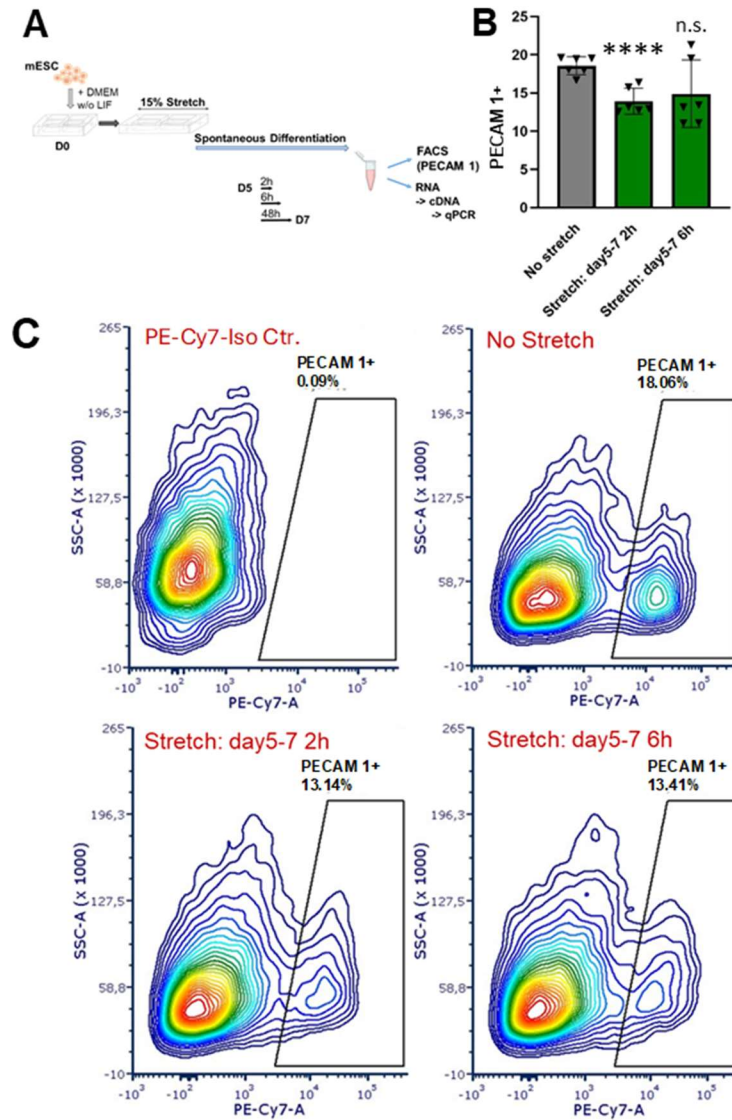 A
mESC
+ DMEM
w/o LIF
D0
15% Stretch
Spontaneous Differentiation
D5
2h
6h
48h
D7
FACS
(PECAM 1)
RNA
-> cDNA
-> qPCR
B
PECAM 1+
25
20
15
10
5
0
****
n.s.
No stretch
Stretch: day5-7 2h
Stretch: day5-7 6h
C
PE-Cy7-Iso Ctr.
PECAM 1+
0.09%
SSC-A (x 1000)
265
196,3
127,5
58,8
-10
-10³ -10² 10³ 10⁴ 10⁵
PE-Cy7-A
No Stretch
PECAM 1+
18.06%
SSC-A (x 1000)
265
196,3
127,5
58,7
-10
-10³ -10² 10³ 10⁴ 10⁵
PE-Cy7-A
Stretch: day5-7 2h
PECAM 1+
13.14%
SSC-A (x 1000)
265
196,3
127,5
58,8
-10
-10³ -10² 10³ 10⁴ 10⁵
PE-Cy7-A
Stretch: day5-7 6h
PECAM 1+
13.41%
SSC-A (x 1000)
265
196,3
127,5
58,8
-10
-10³ -10² 10³ 10⁴ 10⁵
PE-Cy7-A